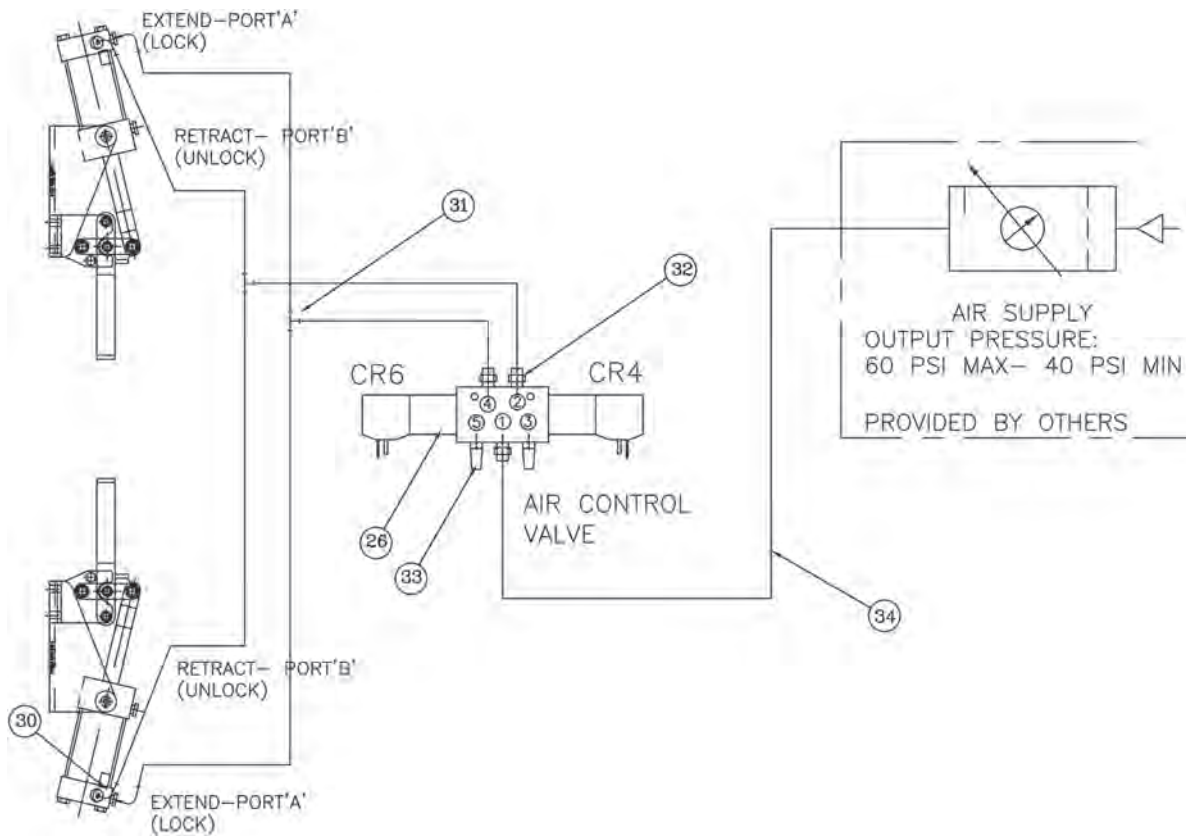 EXTEND-PORT'A'
(LOCK)
RETRACT- PORT'B'
(UNLOCK)
31
32
CR6
CR4
4
2
5
1
3
AIR SUPPLY
OUTPUT PRESSURE:
60 PSI MAX- 40 PSI MIN
PROVIDED BY OTHERS
AIR CONTROL
VALVE
26
33
34
RETRACT- PORT'B'
(UNLOCK)
30
EXTEND-PORT'A'
(LOCK)